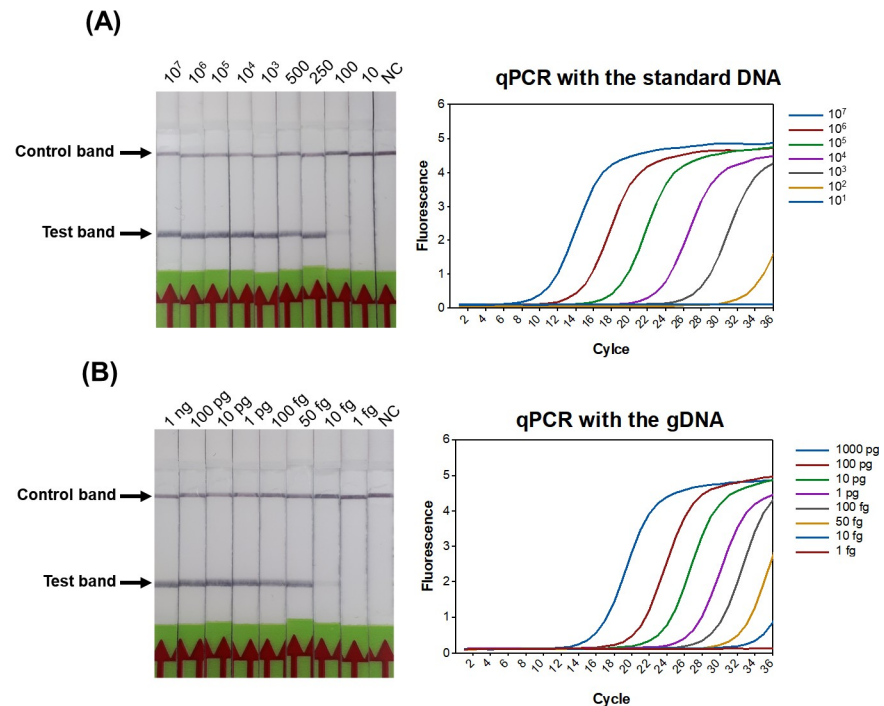 (A)
10⁷ 10⁶ 10⁵ 10⁴ 10³ 500 250 100 10 NC
Control band
Test band
qPCR with the standard DNA
Fluorescence
6
5
4
3
2
1
0
2 4 6 8 10 12 14 16 18 20 22 24 26 28 30 32 34 36
Cylce
10⁷
10⁶
10⁵
10⁴
10³
10²
10¹
(B)
1 ng 100 pg 10 pg 1 pg 100 fg 50 fg 10 fg 1 fg NC
Control band
Test band
qPCR with the gDNA
Fluorescence
6
5
4
3
2
1
0
2 4 6 8 10 12 14 16 18 20 22 24 26 28 30 32 34 36
Cycle
1000 pg
100 pg
10 pg
1 pg
100 fg
50 fg
10 fg
1 fg